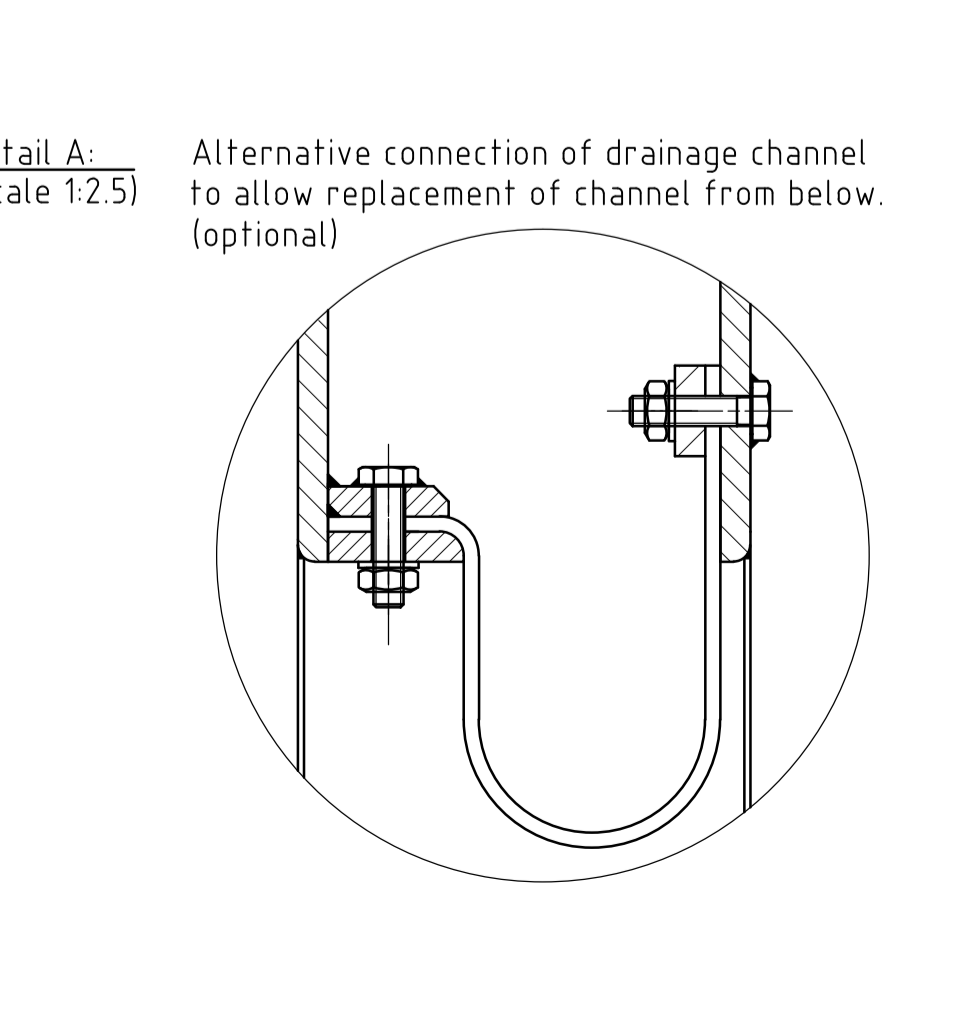 tail A:
cale 1:2.5)
Alternative connection of drainage channel
to allow replacement of channel from below.
(optional)